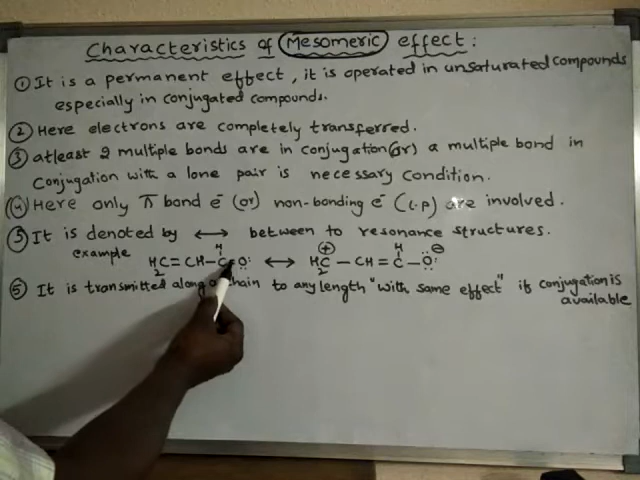 Characteristics of Mesomeric effect :
① It is a permanent effect, it is operated in unsaturated compounds
especially in conjugated compounds.
② Here electrons are completely transferred.
③ atleast 2 multiple bonds are in conjugation (or) a multiple bond in
Conjugation with a lone pair is necessary condition.
④ Here only π bond e⁻ (or) non-bonding e⁻ (l.p) are involved.
⑤ It is denoted by ↔ between to resonance structures.
example
H₂C = CH – C(H) = O: ↔ H₂C⊕ – CH = C(H) – O:⊖
⑤ It is transmitted along a chain to any length "with same effect" if conjugation is
available